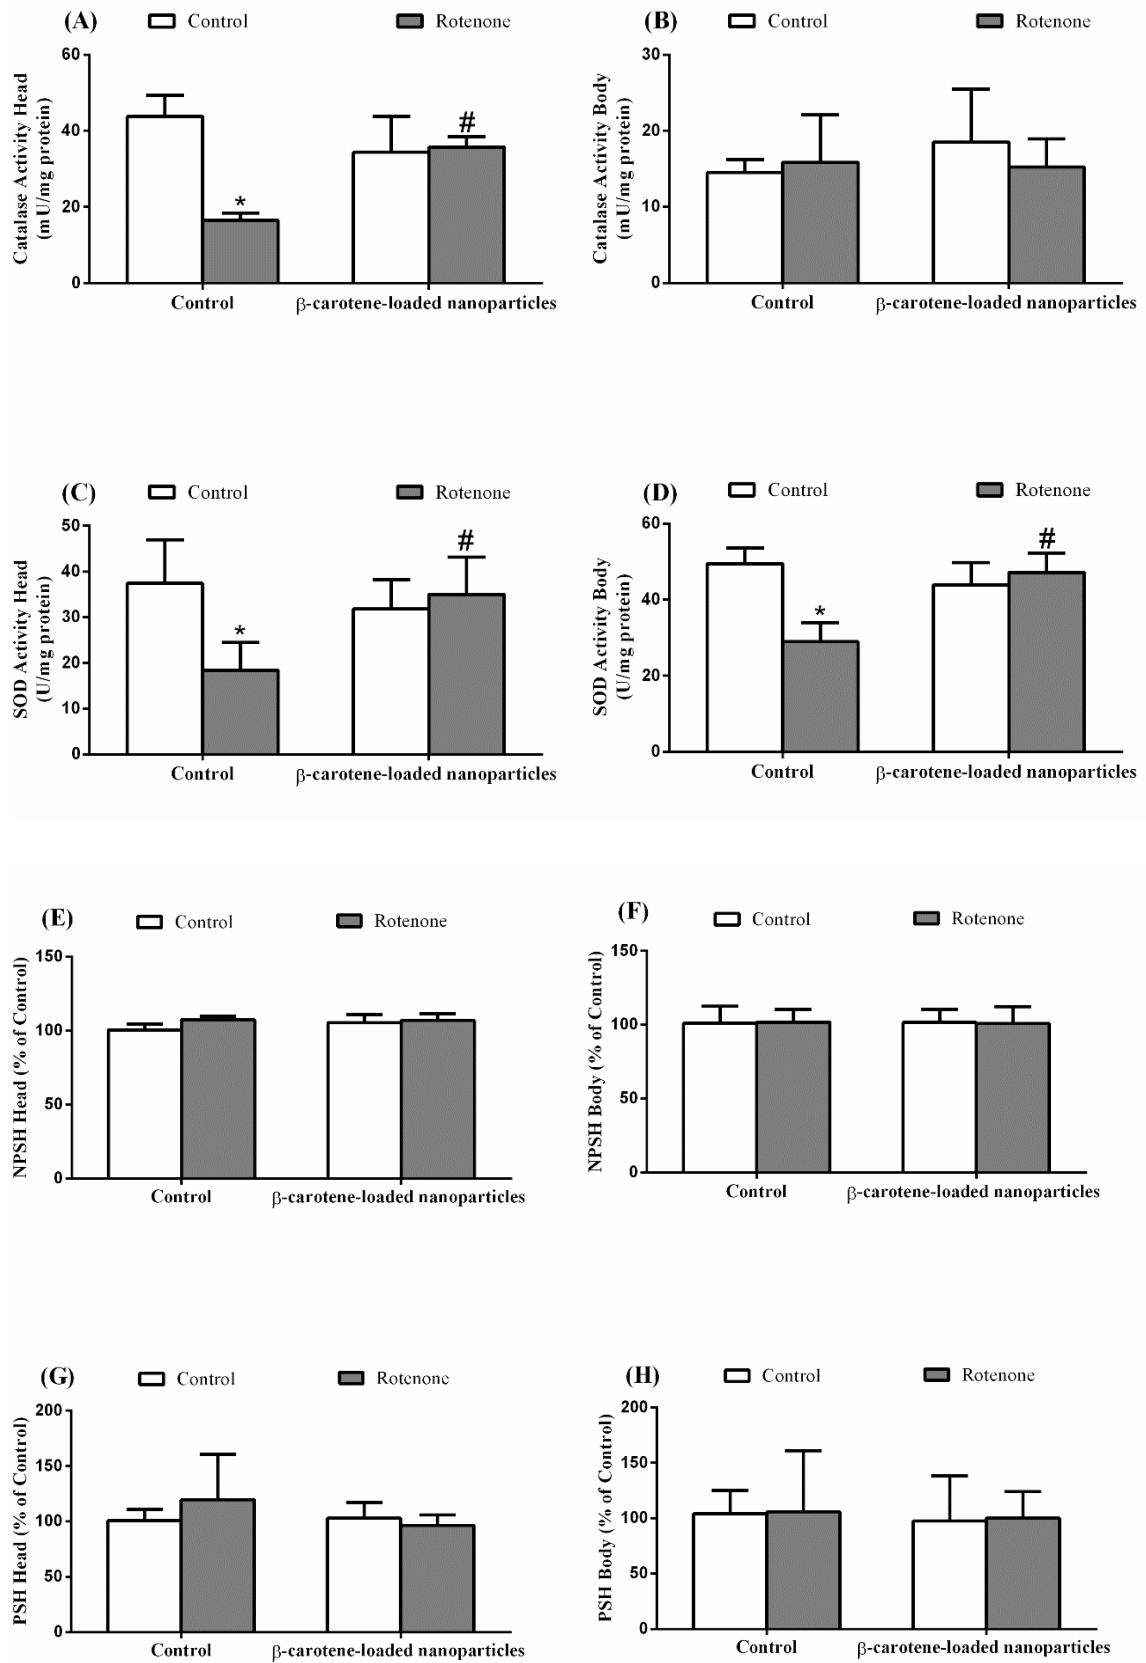 (A) Control Rotenone
Catalase Activity Head
(mU/mg protein)
60
40
20
0
*
#
Control β-carotene-loaded nanoparticles
(B) Control Rotenone
Catalase Activity Body
(mU/mg protein)
30
20
10
0
Control β-carotene-loaded nanoparticles
(C) Control Rotenone
SOD Activity Head
(U/mg protein)
50
40
30
20
10
0
*
#
Control β-carotene-loaded nanoparticles
(D) Control Rotenone
SOD Activity Body
(U/mg protein)
60
40
20
0
*
#
Control β-carotene-loaded nanoparticles
(E) Control Rotenone
NPSH Head (% of Control)
150
100
50
0
Control β-carotene-loaded nanoparticles
(F) Control Rotenone
NPSH Body (% of Control)
150
100
50
0
Control β-carotene-loaded nanoparticles
(G) Control Rotenone
PSH Head (% of Control)
200
150
100
50
0
Control β-carotene-loaded nanoparticles
(H) Control Rotenone
PSH Body (% of Control)
200
150
100
50
0
Control β-carotene-loaded nanoparticles